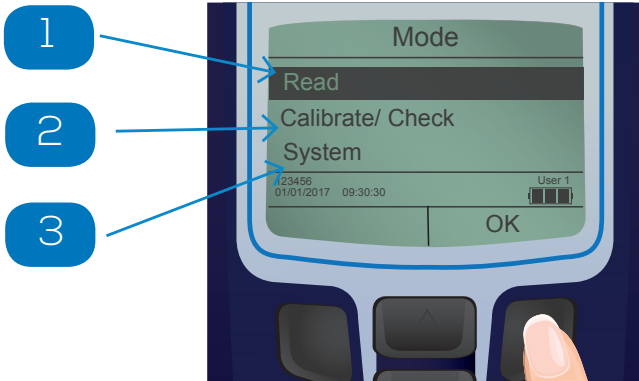 1
2
3
Mode
Read
Calibrate/ Check
System
123456
User 1
01/01/2017 09:30:30
OK